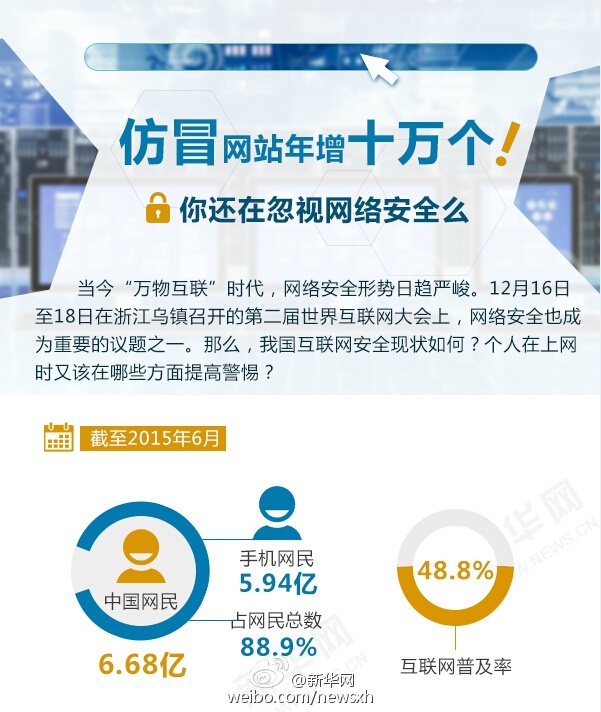 仿冒网站年增十万个!
你还在忽视网络安全么
当今“万物互联”时代，网络安全形势日趋严峻。12月16日
至18日在浙江乌镇召开的第二届世界互联网大会上，网络安全也成
为重要的议题之一。那么，我国互联网安全现状如何？个人在上网
时又该在哪些方面提高警惕？
截至2015年6月
中国网民
6.68亿
手机网民
5.94亿
占网民总数
88.9%
48.8%
互联网普及率
新华网
WWW.NEWS.CN
新华网
@新华网
weibo.com/newsxh